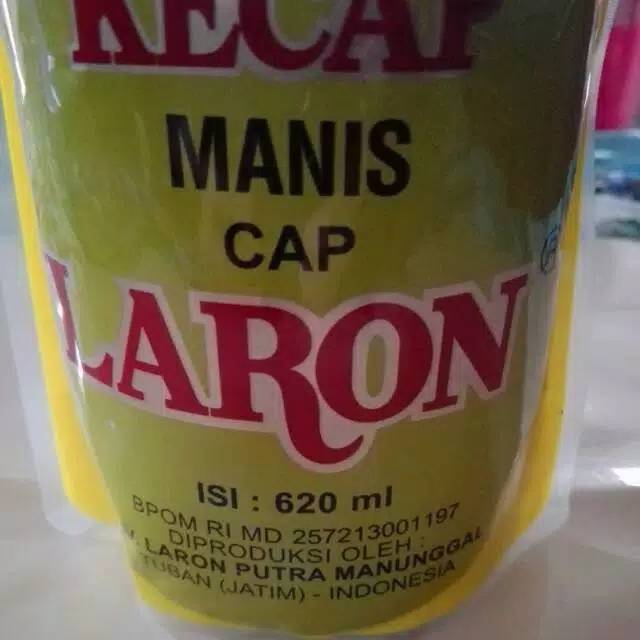 KECAP
MANIS
CAP
LARON
ISI : 620 ml
BPOM RI MD 257213001197
DIPRODUKSI OLEH :
LARON PUTRA MANUNGGAL
TUBAN (JATIM) - INDONESIA